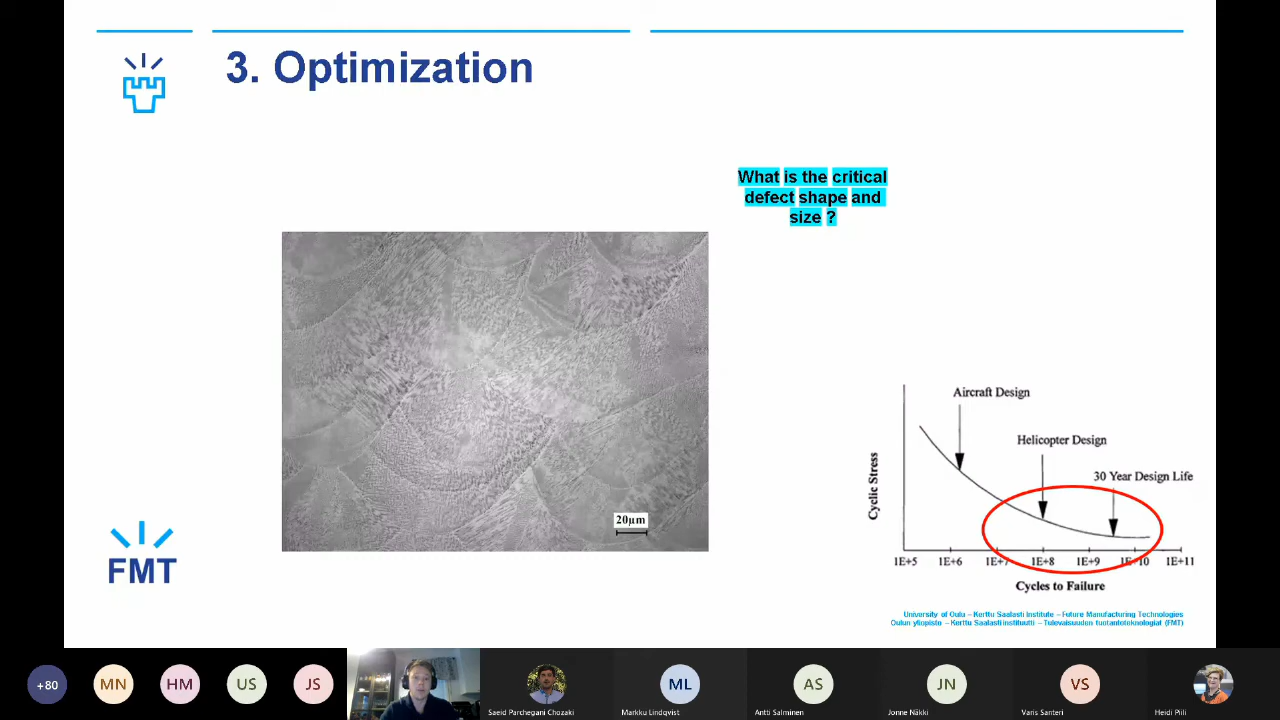 3. Optimization
What is the critical
defect shape and
size ?
20µm
Aircraft Design
Helicopter Design
30 Year Design Life
Cyclic Stress
1E+5 1E+6 1E+7 1E+8 1E+9 1E+10 1E+11
Cycles to Failure
FMT
University of Oulu – Kerttu Saalasti Institute – Future Manufacturing Technologies
Oulun yliopisto – Kerttu Saalasti instituutti – Tulevaisuuden tuotantoteknologiat (FMT)
+80 MN HM US JS ML AS JN VS
Saeid Parchegani Chozaki Markku Lindqvist Antti Salminen Jonne Näkki Varis Santeri Heidi Piili